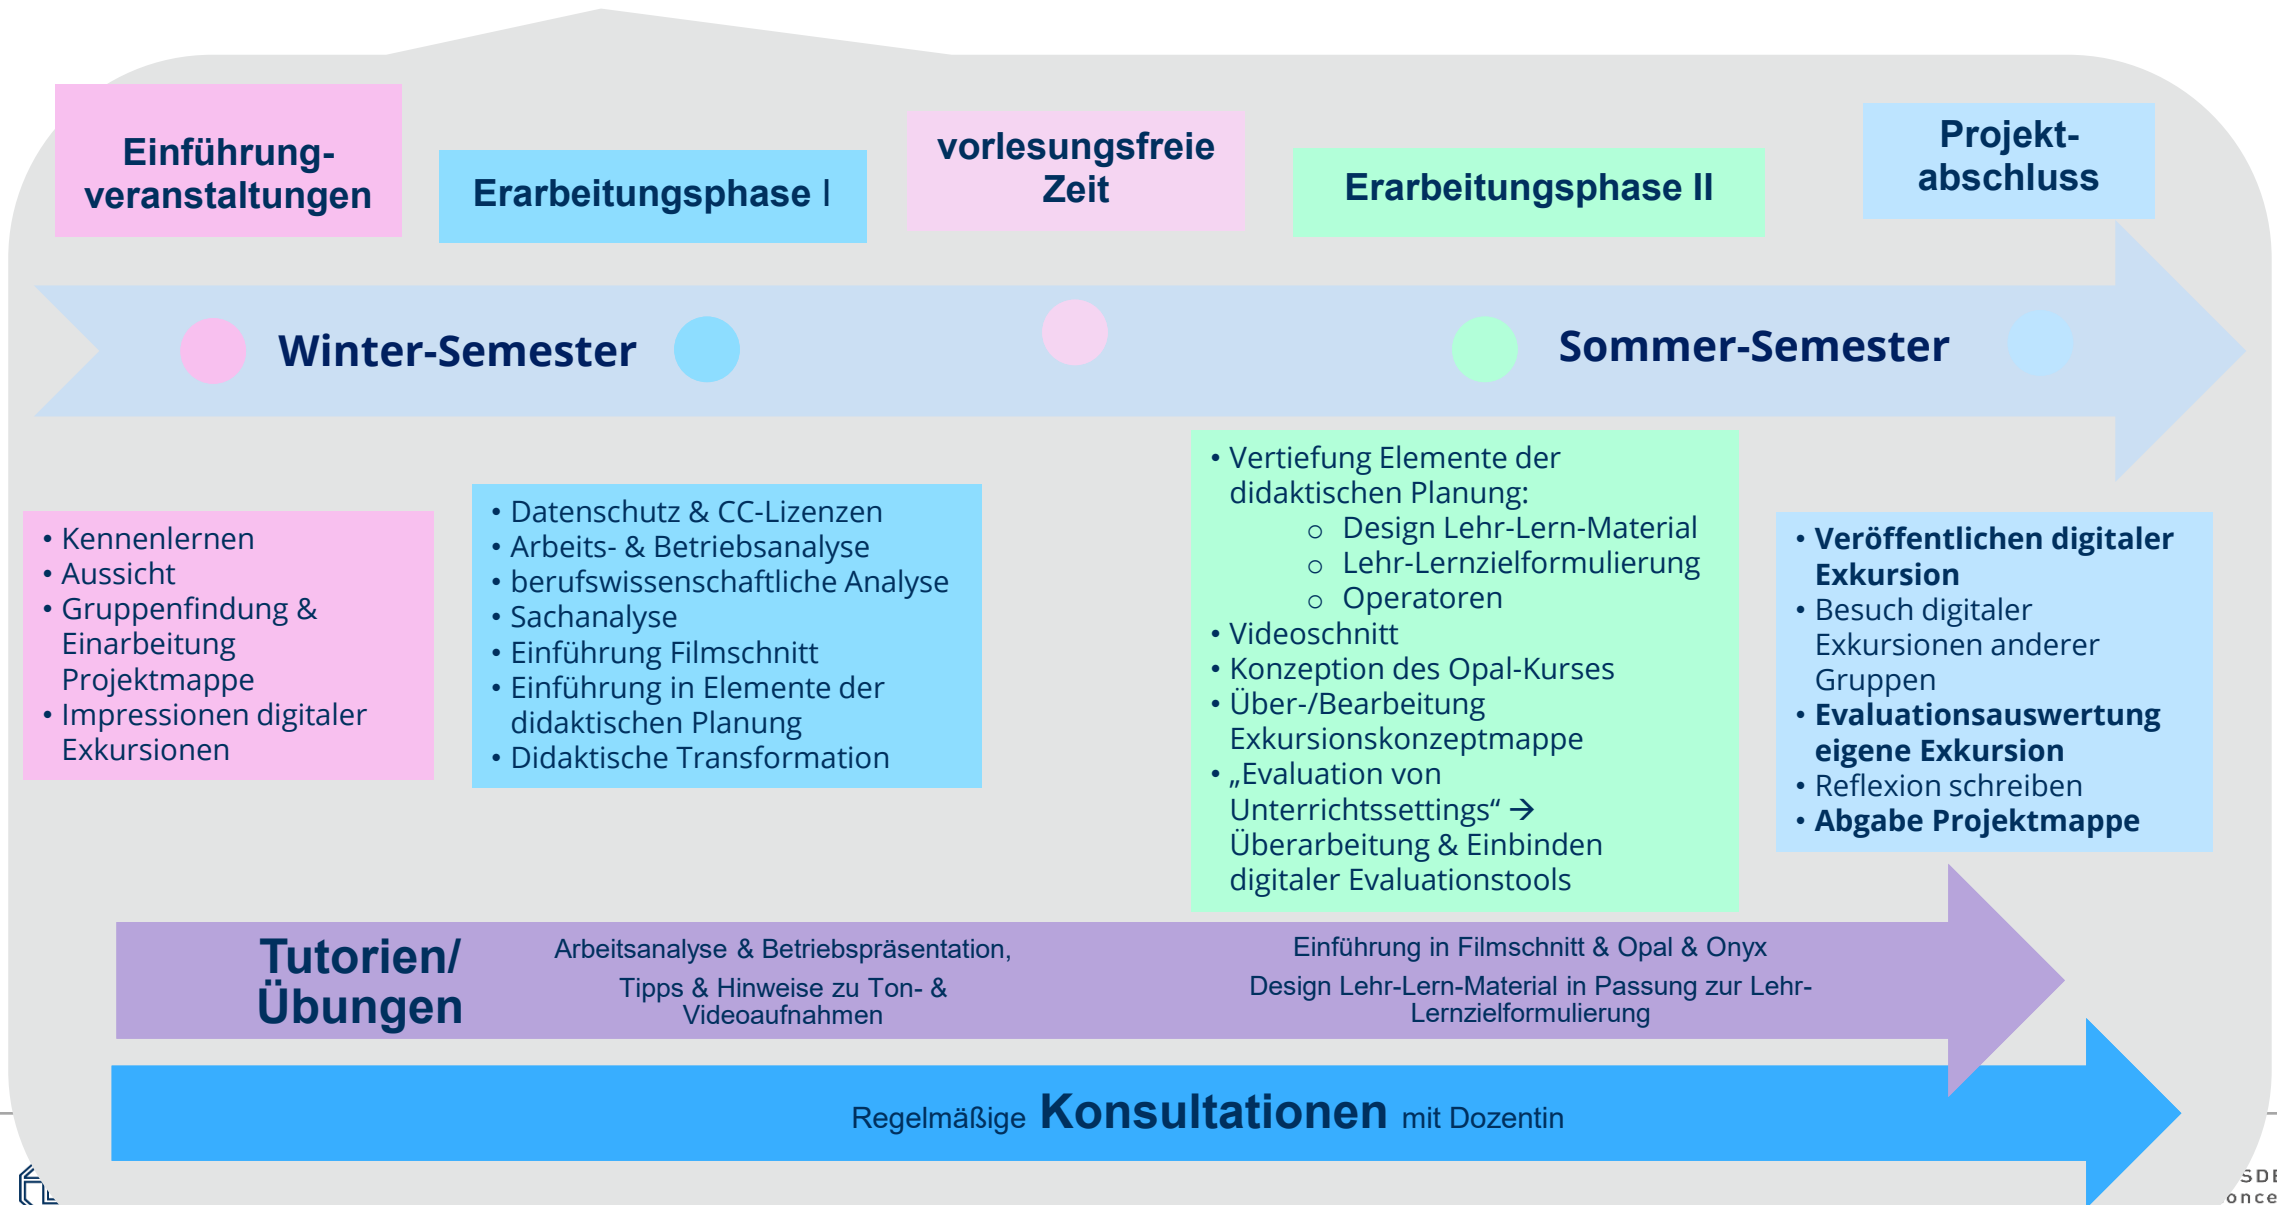 Einführung-
veranstaltungen
Erarbeitungsphase I
vorlesungsfreie
Zeit
Erarbeitungsphase II
Projekt-
abschluss
Winter-Semester
Sommer-Semester
• Kennenlernen
• Aussicht
• Gruppenfindung &
Einarbeitung
Projektmappe
• Impressionen digitaler
Exkursionen
• Datenschutz & CC-Lizenzen
• Arbeits- & Betriebsanalyse
• berufswissenschaftliche Analyse
• Sachanalyse
• Einführung Filmschnitt
• Einführung in Elemente der
didaktischen Planung
• Didaktische Transformation
• Vertiefung Elemente der
didaktischen Planung:
o Design Lehr-Lern-Material
o Lehr-Lernzielformulierung
o Operatoren
• Videoschnitt
• Konzeption des Opal-Kurses
• Über-/Bearbeitung
Exkursionskonzeptmappe
• „Evaluation von
Unterrichtssettings“ →
Überarbeitung & Einbinden
digitaler Evaluationstools
• Veröffentlichen digitaler
Exkursion
• Besuch digitaler
Exkursionen anderer
Gruppen
• Evaluationsauswertung
eigene Exkursion
• Reflexion schreiben
• Abgabe Projektmappe
Tutorien/
Übungen
Arbeitsanalyse & Betriebspräsentation,
Tipps & Hinweise zu Ton- &
Videoaufnahmen
Einführung in Filmschnitt & Opal & Onyx
Design Lehr-Lern-Material in Passung zur Lehr-
Lernzielformulierung
Regelmäßige Konsultationen mit Dozentin